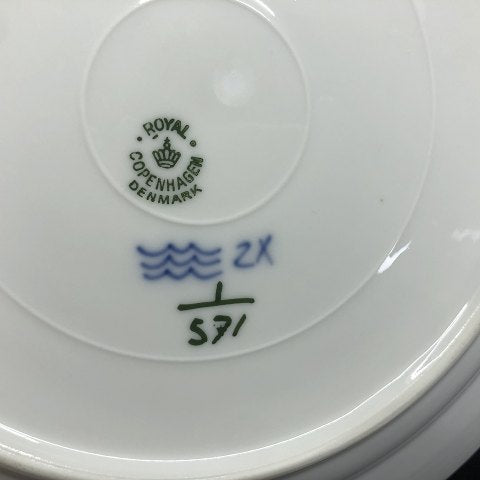 ROYAL
COPENHAGEN
DENMARK
2X
1
571